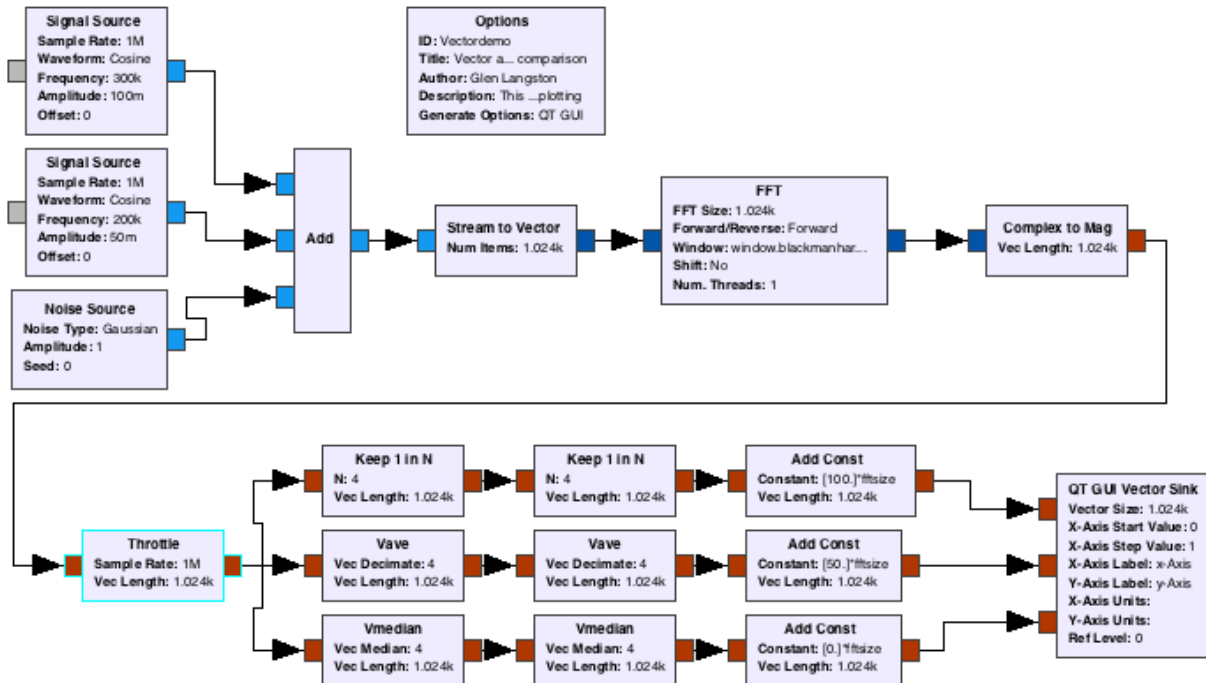 Signal Source
Sample Rate: 1M
Waveform: Cosine
Frequency: 300k
Amplitude: 100m
Offset: 0
Options
ID: Vectordemo
Title: Vector a... comparison
Author: Glen Langston
Description: This ...plotting
Generate Options: QT GUI
Signal Source
Sample Rate: 1M
Waveform: Cosine
Frequency: 200k
Amplitude: 50m
Offset: 0
Noise Source
Noise Type: Gaussian
Amplitude: 1
Seed: 0
Add
Stream to Vector
Num Items: 1.024k
FFT
FFT Size: 1.024k
Forward/Reverse: Forward
Window: window.blackmanhar...
Shift: No
Num. Threads: 1
Complex to Mag
Vec Length: 1.024k
Throttle
Sample Rate: 1M
Vec Length: 1.024k
Keep 1 in N
N: 4
Vec Length: 1.024k
Keep 1 in N
N: 4
Vec Length: 1.024k
Add Const
Constant: [100.]*fftsize
Vec Length: 1.024k
Vave
Vec Decimate: 4
Vec Length: 1.024k
Vave
Vec Decimate: 4
Vec Length: 1.024k
Add Const
Constant: [50.]*fftsize
Vec Length: 1.024k
Vmedian
Vec Median: 4
Vec Length: 1.024k
Vmedian
Vec Median: 4
Vec Length: 1.024k
Add Const
Constant: [0.]*fftsize
Vec Length: 1.024k
QT GUI Vector Sink
Vector Size: 1.024k
X-Axis Start Value: 0
X-Axis Step Value: 1
X-Axis Label: x-Axis
Y-Axis Label: y-Axis
X-Axis Units:
Y-Axis Units:
Ref Level: 0